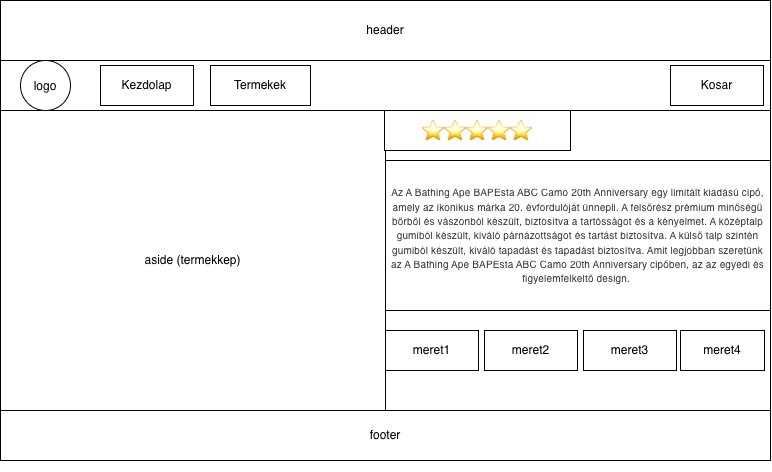 header
logo
Kezdolap
Termekek
Kosar
aside (termekkep)
Az A Bathing Ape BAPEsta ABC Camo 20th Anniversary egy limitált kiadású cipő,
amely az ikonikus márka 20. évfordulóját ünnepli. A felsőrész prémium minőségű
bőrből és vászonból készült, biztosítva a tartósságot és a kényelmet. A középtalp
gumiból készült, kiváló párnázottságot és tartást biztosítva. A külső talp szintén
gumiból készült, kiváló tapadást és tapadást biztosítva. Amit legjobban szeretünk
az A Bathing Ape BAPEsta ABC Camo 20th Anniversary cipőben, az az egyedi és
figyelemfelkeltő design.
meret1
meret2
meret3
meret4
footer